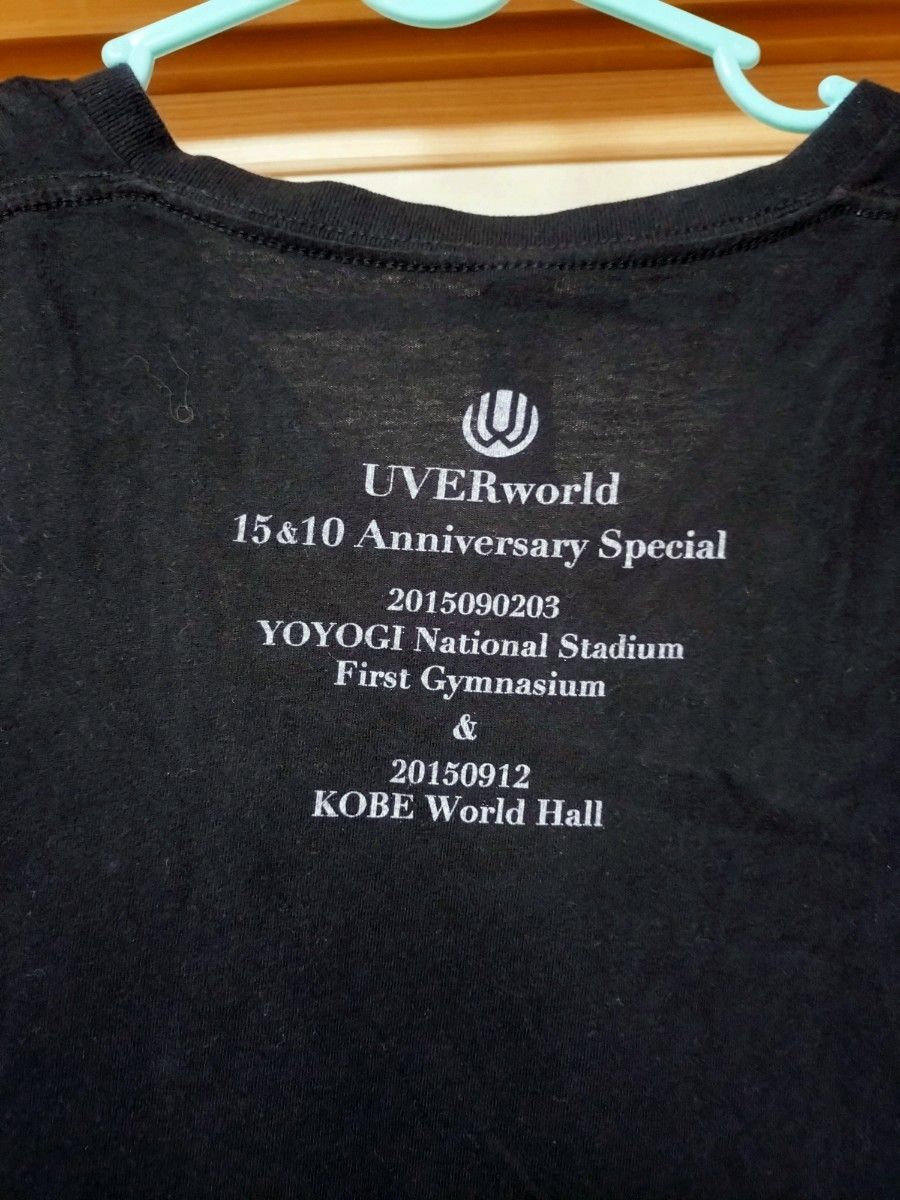 UVERworld
15&10 Anniversary Special
2015090203
YOYOGI National Stadium
First Gymnasium
&
20150912
KOBE World Hall